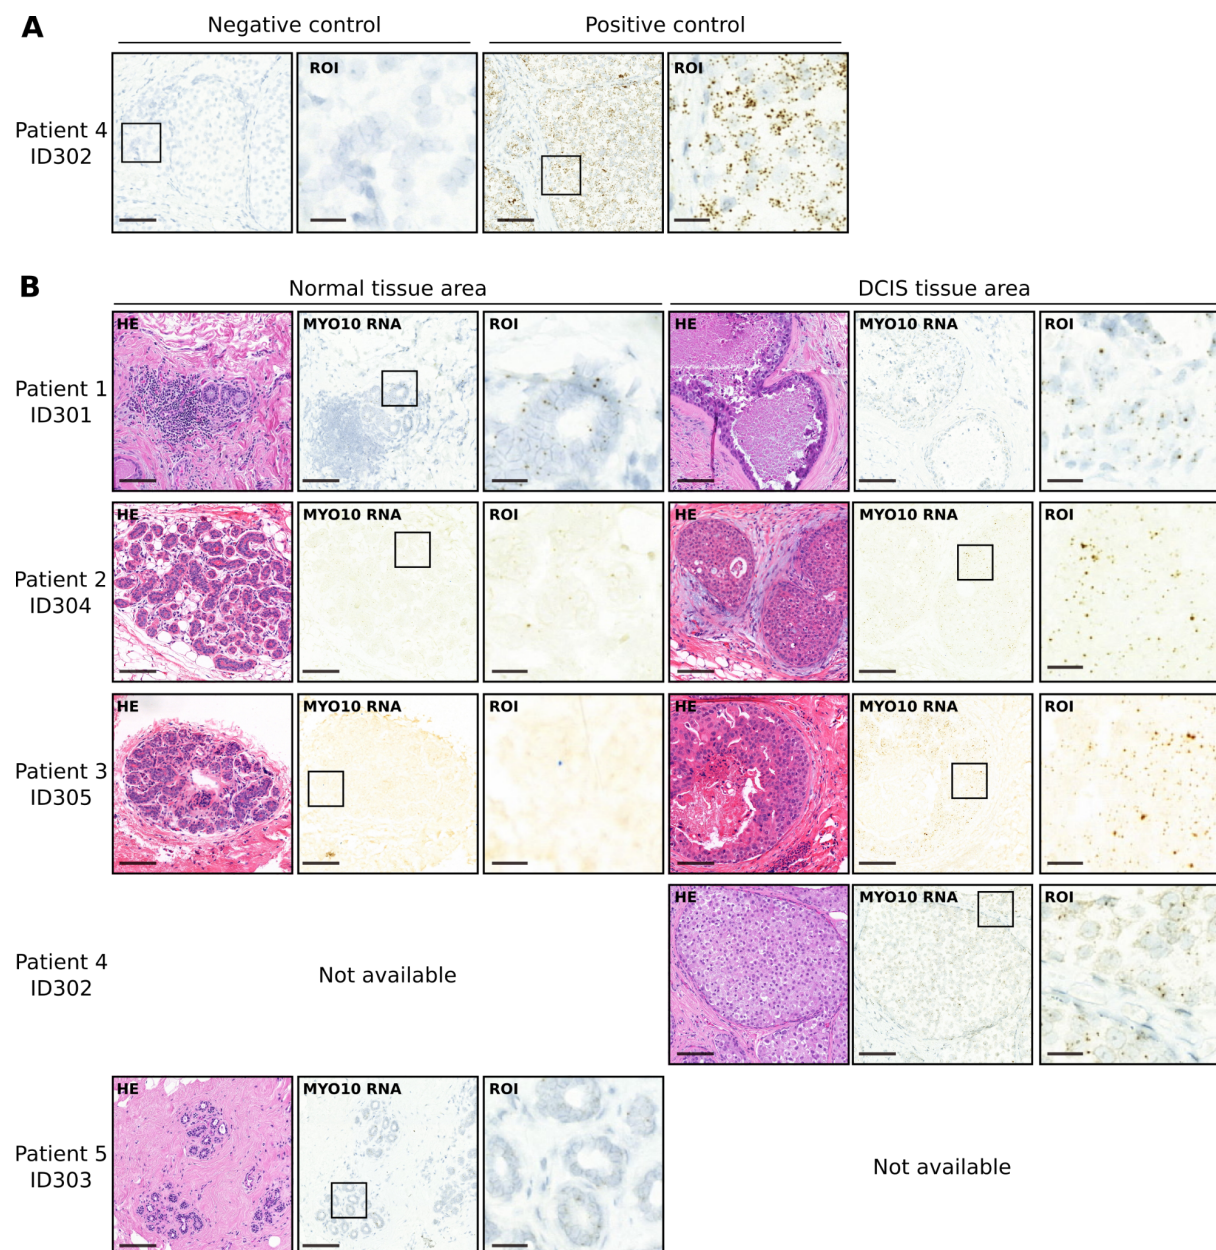 A
Negative control
Positive control
Patient 4
ID302
ROI
ROI
B
Normal tissue area
DCIS tissue area
Patient 1
ID301
HE
MYO10 RNA
ROI
HE
MYO10 RNA
ROI
Patient 2
ID304
HE
MYO10 RNA
ROI
HE
MYO10 RNA
ROI
Patient 3
ID305
HE
MYO10 RNA
ROI
HE
MYO10 RNA
ROI
Patient 4
ID302
Not available
HE
MYO10 RNA
ROI
Patient 5
ID303
HE
MYO10 RNA
ROI
Not available